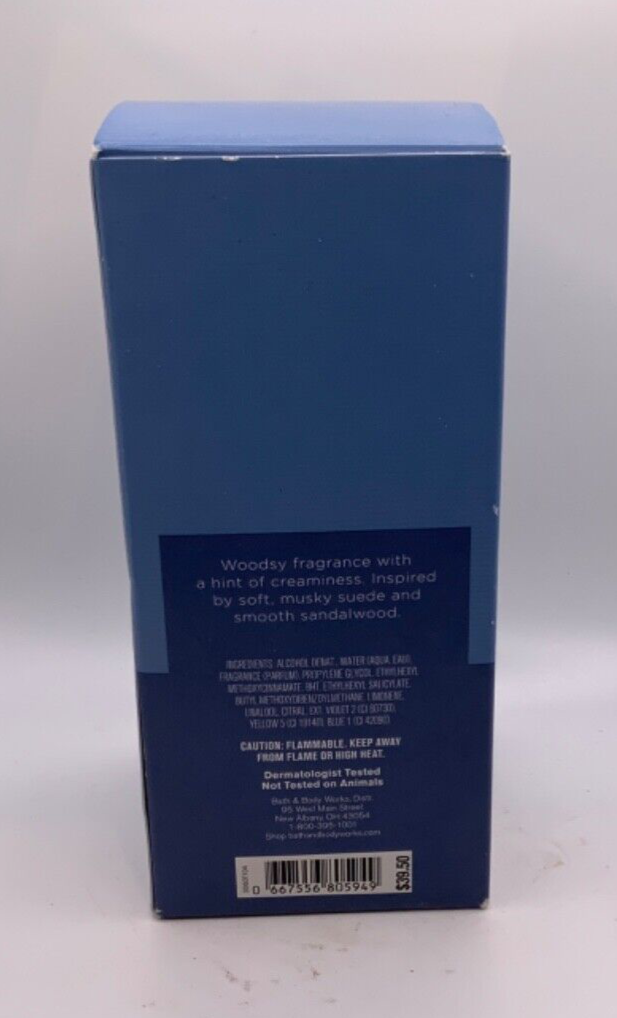 Woodsy fragrance with
a hint of creaminess. Inspired
by soft, musky suede and
smooth sandalwood.
INGREDIENTS: ALCOHOL DENAT., WATER (AQUA, EAU),
FRAGRANCE (PARFUM), PROPYLENE GLYCOL, ETHYLHEXYL
METHOXYCINNAMATE, BHT, ETHYLHEXYL SALICYLATE,
BUTYL METHOXYDIBENZOYLMETHANE, LIMONENE,
LINALOOL, CITRAL, EXT. VIOLET 2 (CI 60730),
YELLOW 5 (CI 19140), BLUE 1 (CI 42090).
CAUTION: FLAMMABLE. KEEP AWAY
FROM FLAME OR HIGH HEAT.
Dermatologist Tested
Not Tested on Animals
Bath & Body Works, Distr.
95 West Main Street
New Albany, OH 43054
1-800-395-1001
Shop bathandbodyworks.com
0 667556 805949
$39.50